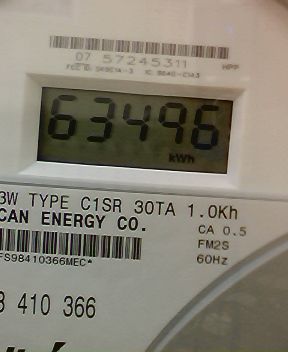 07 57245311
HPP
63496
kWh
3W TYPE C1SR 30TA 1.0Kh
CAN ENERGY CO.
CA 0.5
FM2S
60Hz
FS98410366MEC*
410 366